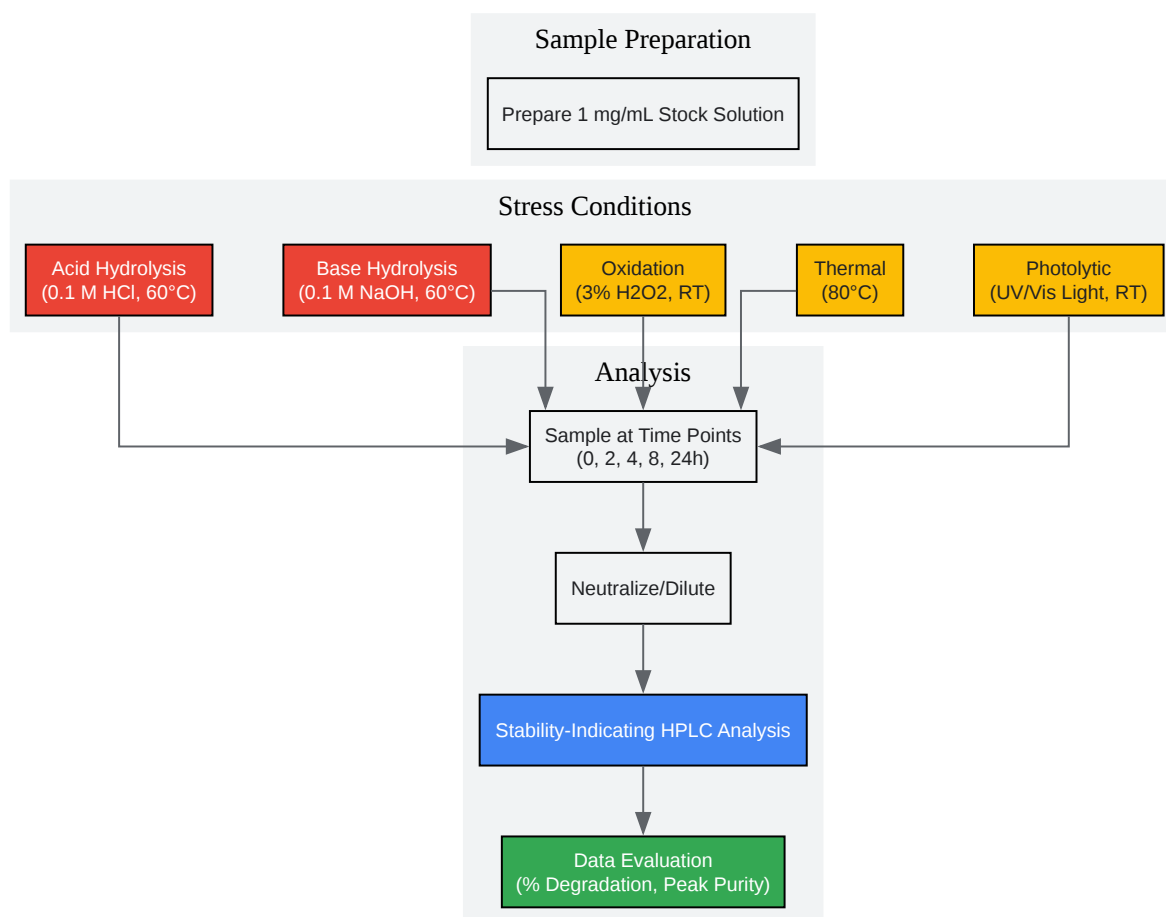 Sample Preparation
Prepare 1 mg/mL Stock Solution
Stress Conditions
Acid Hydrolysis
(0.1 M HCl, 60°C)
Base Hydrolysis
(0.1 M NaOH, 60°C)
Oxidation
(3% H2O2, RT)
Thermal
(80°C)
Photolytic
(UV/Vis Light, RT)
Analysis
Sample at Time Points
(0, 2, 4, 8, 24h)
Neutralize/Dilute
Stability-Indicating HPLC Analysis
Data Evaluation
(% Degradation, Peak Purity)